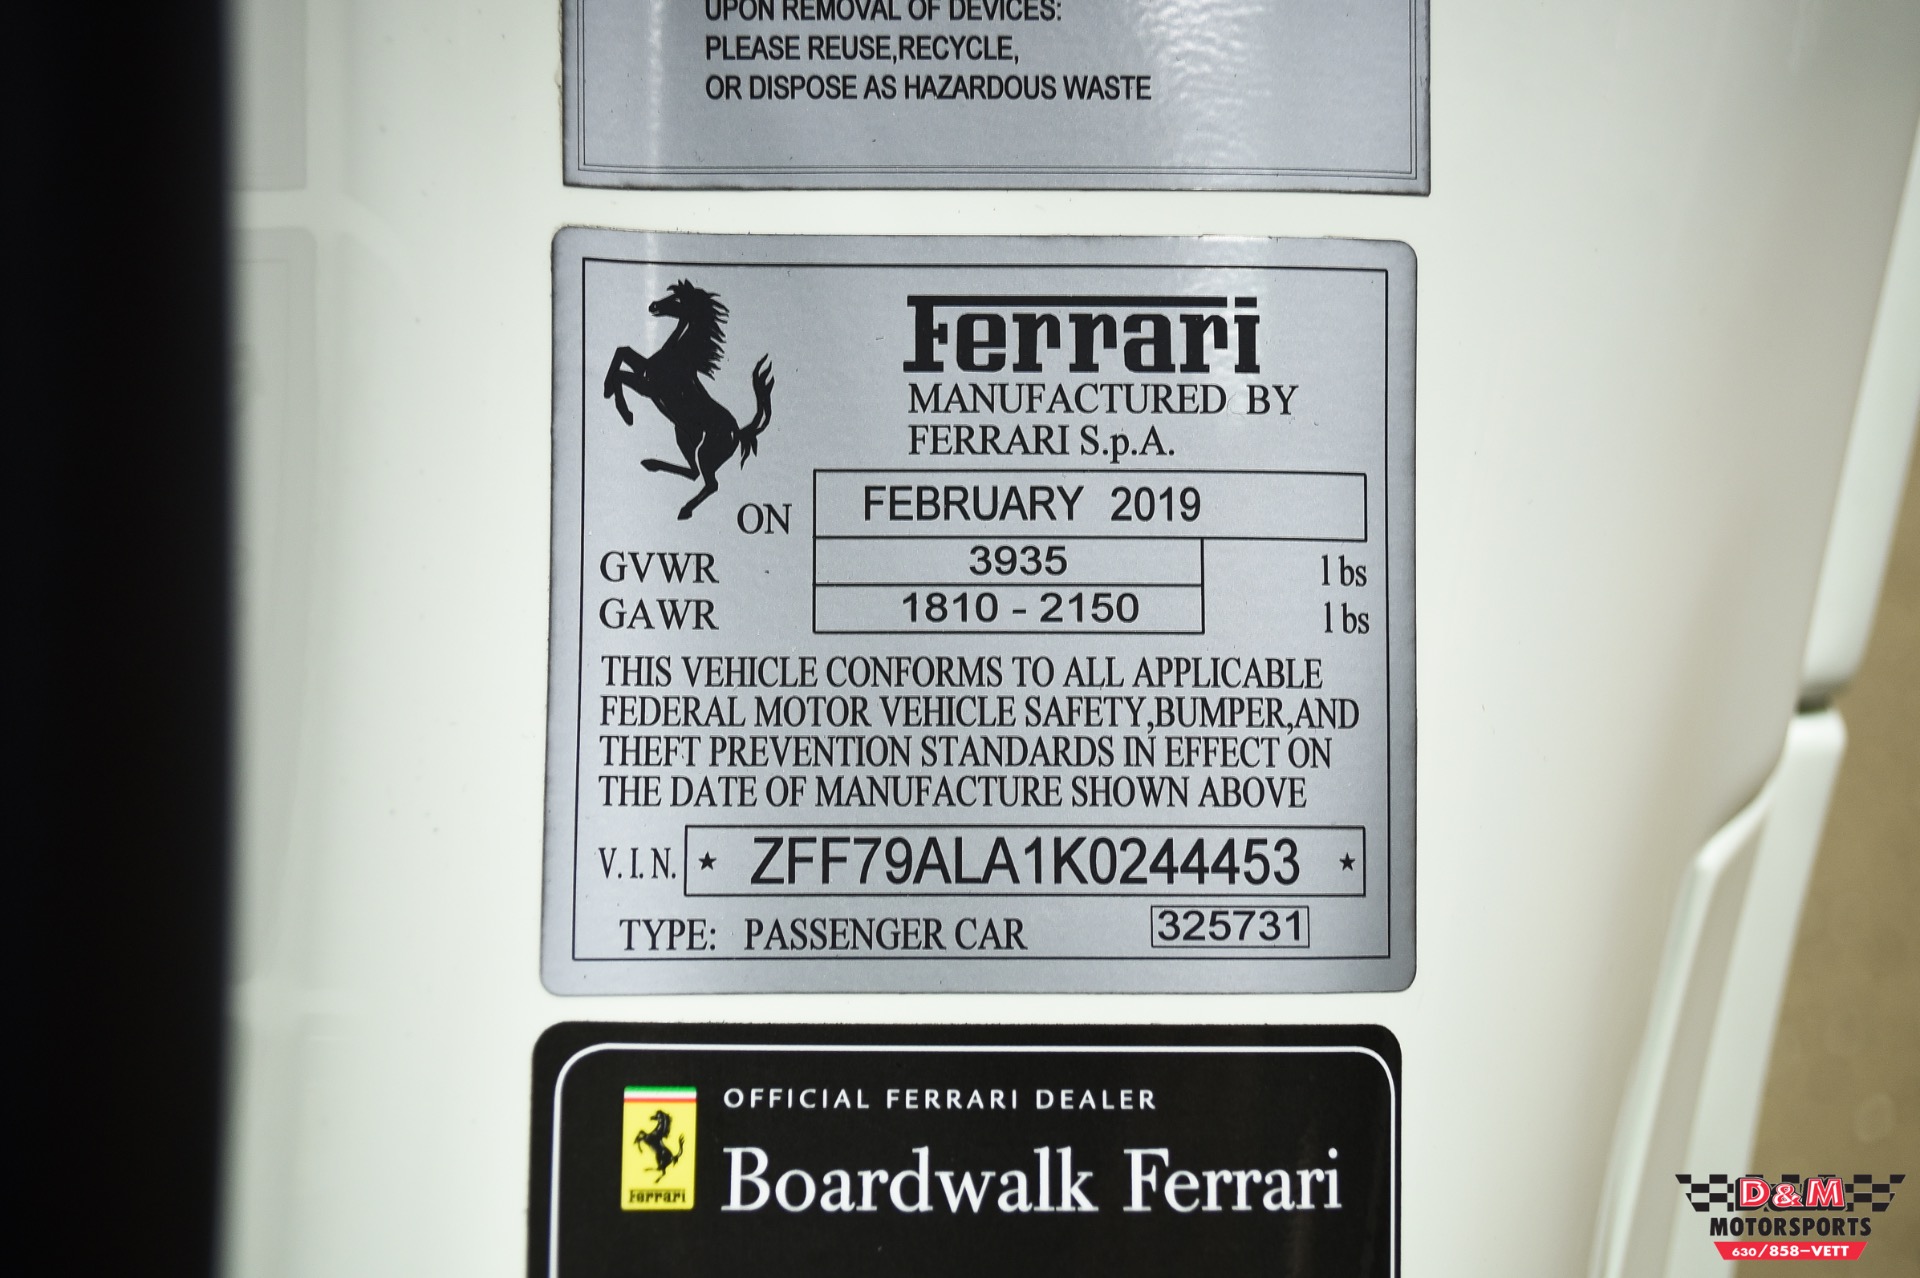 UPON REMOVAL OF DEVICES:
PLEASE REUSE,RECYCLE,
OR DISPOSE AS HAZARDOUS WASTE
Ferrari
MANUFACTURED BY
FERRARI S.p.A.
ON FEBRUARY 2019
GVWR 3935 lbs
GAWR 1810 - 2150 lbs
THIS VEHICLE CONFORMS TO ALL APPLICABLE
FEDERAL MOTOR VEHICLE SAFETY,BUMPER,AND
THEFT PREVENTION STANDARDS IN EFFECT ON
THE DATE OF MANUFACTURE SHOWN ABOVE
V.I.N. ★ ZFF79ALA1K0244453 ★
TYPE: PASSENGER CAR 325731
OFFICIAL FERRARI DEALER
Boardwalk Ferrari
Ferrari
D&M
MOTORSPORTS
630/858-VETT